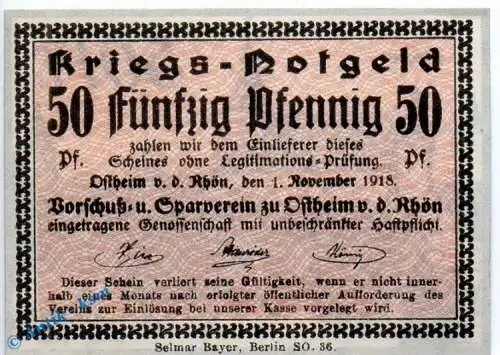 Kriegs-Notgeld
50 Fünfzig Pfennig 50
Pf. zahlen wir dem Einlieferer dieses Pf.
Scheines ohne Legitimations-Prüfung.
Ostheim v. d. Rhön, den 1. November 1918.
Vorschuß- u. Sparverein zu Ostheim v. d. Rhön
eingetragene Genossenschaft mit unbeschränkter Haftpflicht.
Dieser Schein verliert seine Gültigkeit, wenn er nicht inner-
halb eines Monats nach erfolgter öffentlicher Aufforderung des
Vereins zur Einlösung bei unserer Kasse vorgelegt wird.
Selmar Bayer, Berlin SO. 36.